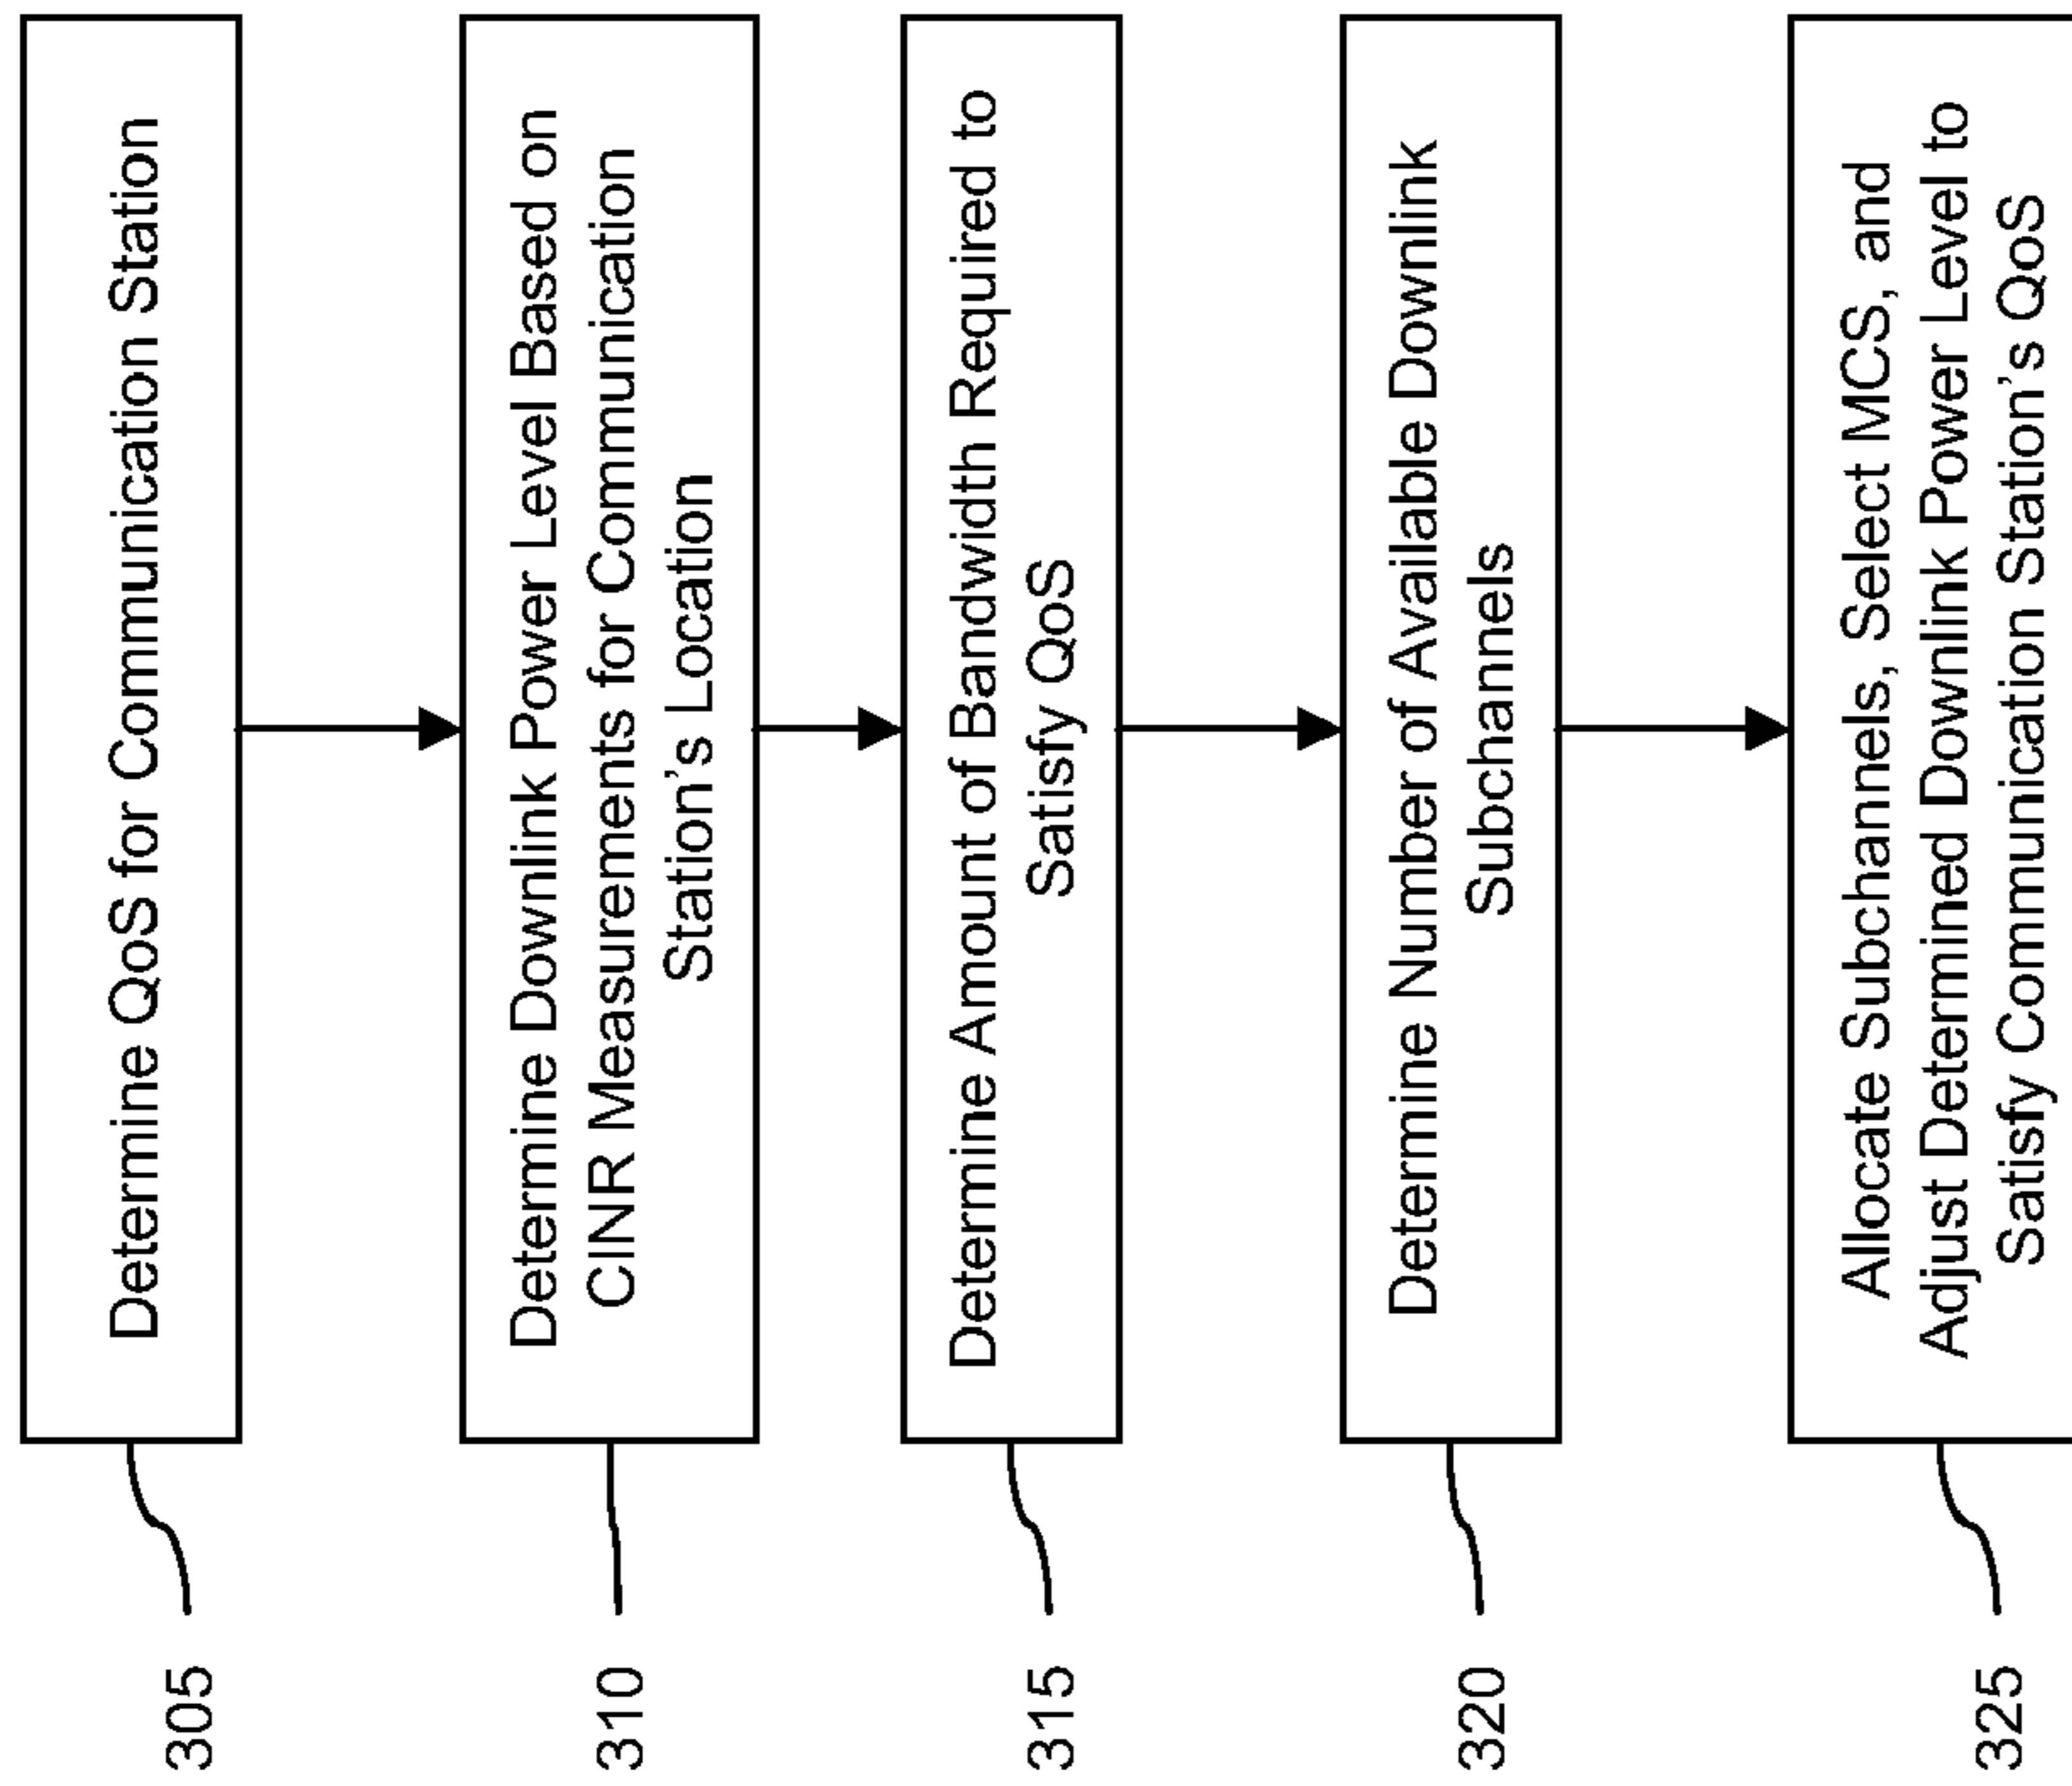 305
Determine QoS for Communication Station
310
Determine Downlink Power Level Based on
CINR Measurements for Communication
Station's Location
315
Determine Amount of Bandwidth Required to
Satisfy QoS
320
Determine Number of Available Downlink
Subchannels
325
Allocate Subchannels, Select MCS, and
Adjust Determined Downlink Power Level to
Satisfy Communication Station's QoS